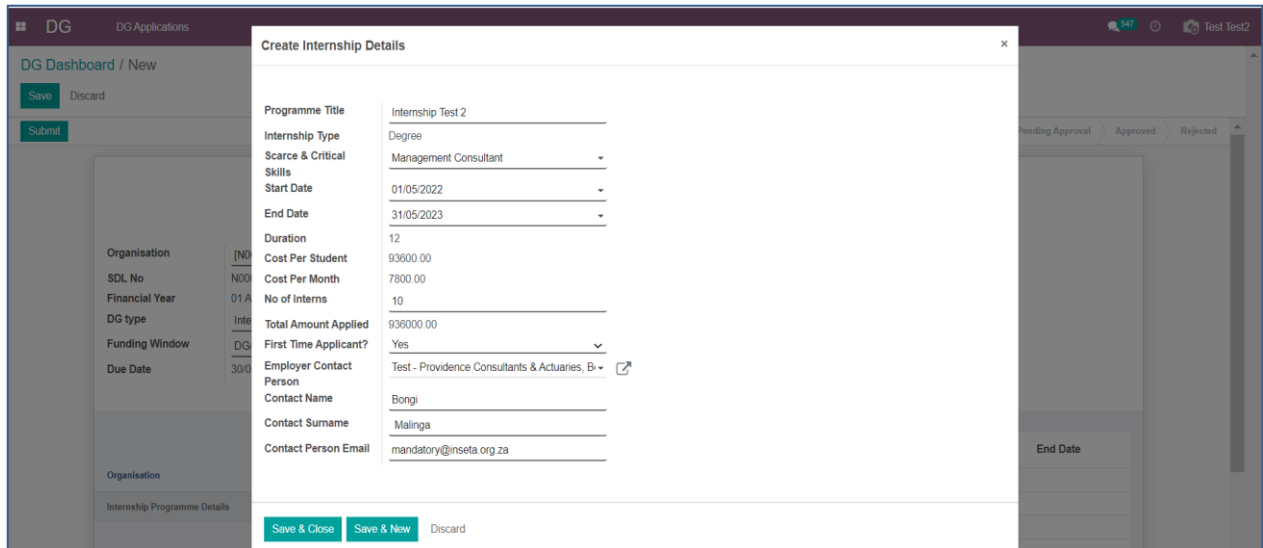 DG DG Applications 547 Test Test2
DG Dashboard / New
Save Discard
Submit Pending Approval Approved Rejected
Create Internship Details ×
Programme Title Internship Test 2
Internship Type Degree
Scarce & Critical Management Consultant
Skills
Start Date 01/05/2022
End Date 31/05/2023
Duration 12
Cost Per Student 93600.00
Cost Per Month 7800.00
No of Interns 10
Total Amount Applied 936000.00
First Time Applicant? Yes
Employer Contact Test - Providence Consultants & Actuaries,
Person
Contact Name Bongi
Contact Surname Malinga
Contact Person Email mandatory@inseta.org.za
Save & Close Save & New Discard
Organisation
SDL No
Financial Year
DG type
Funding Window
Due Date
End Date
Organisation
Internship Programme Details